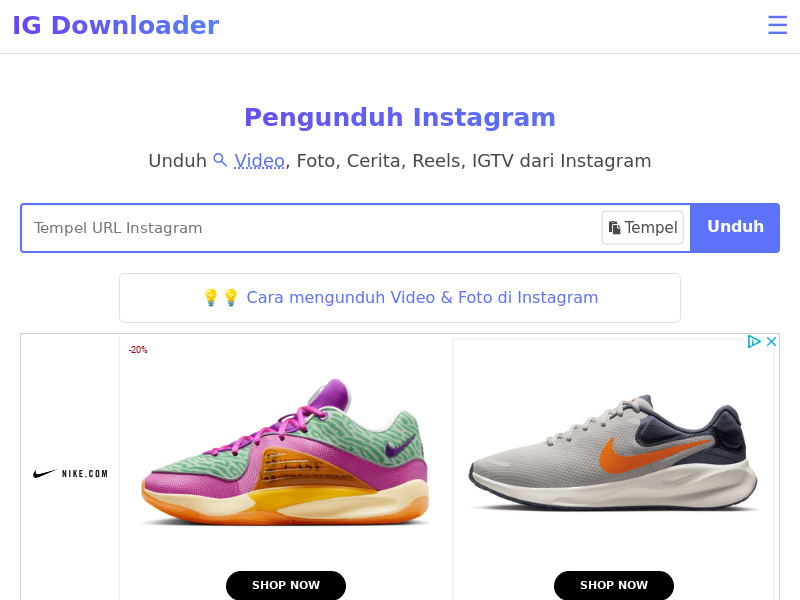 IG Downloader
Pengunduh Instagram
Unduh Video, Foto, Cerita, Reels, IGTV dari Instagram
Tempel URL Instagram
Tempel
Unduh
💡💡 Cara mengunduh Video & Foto di Instagram
-20%
NIKE.COM
SHOP NOW
SHOP NOW